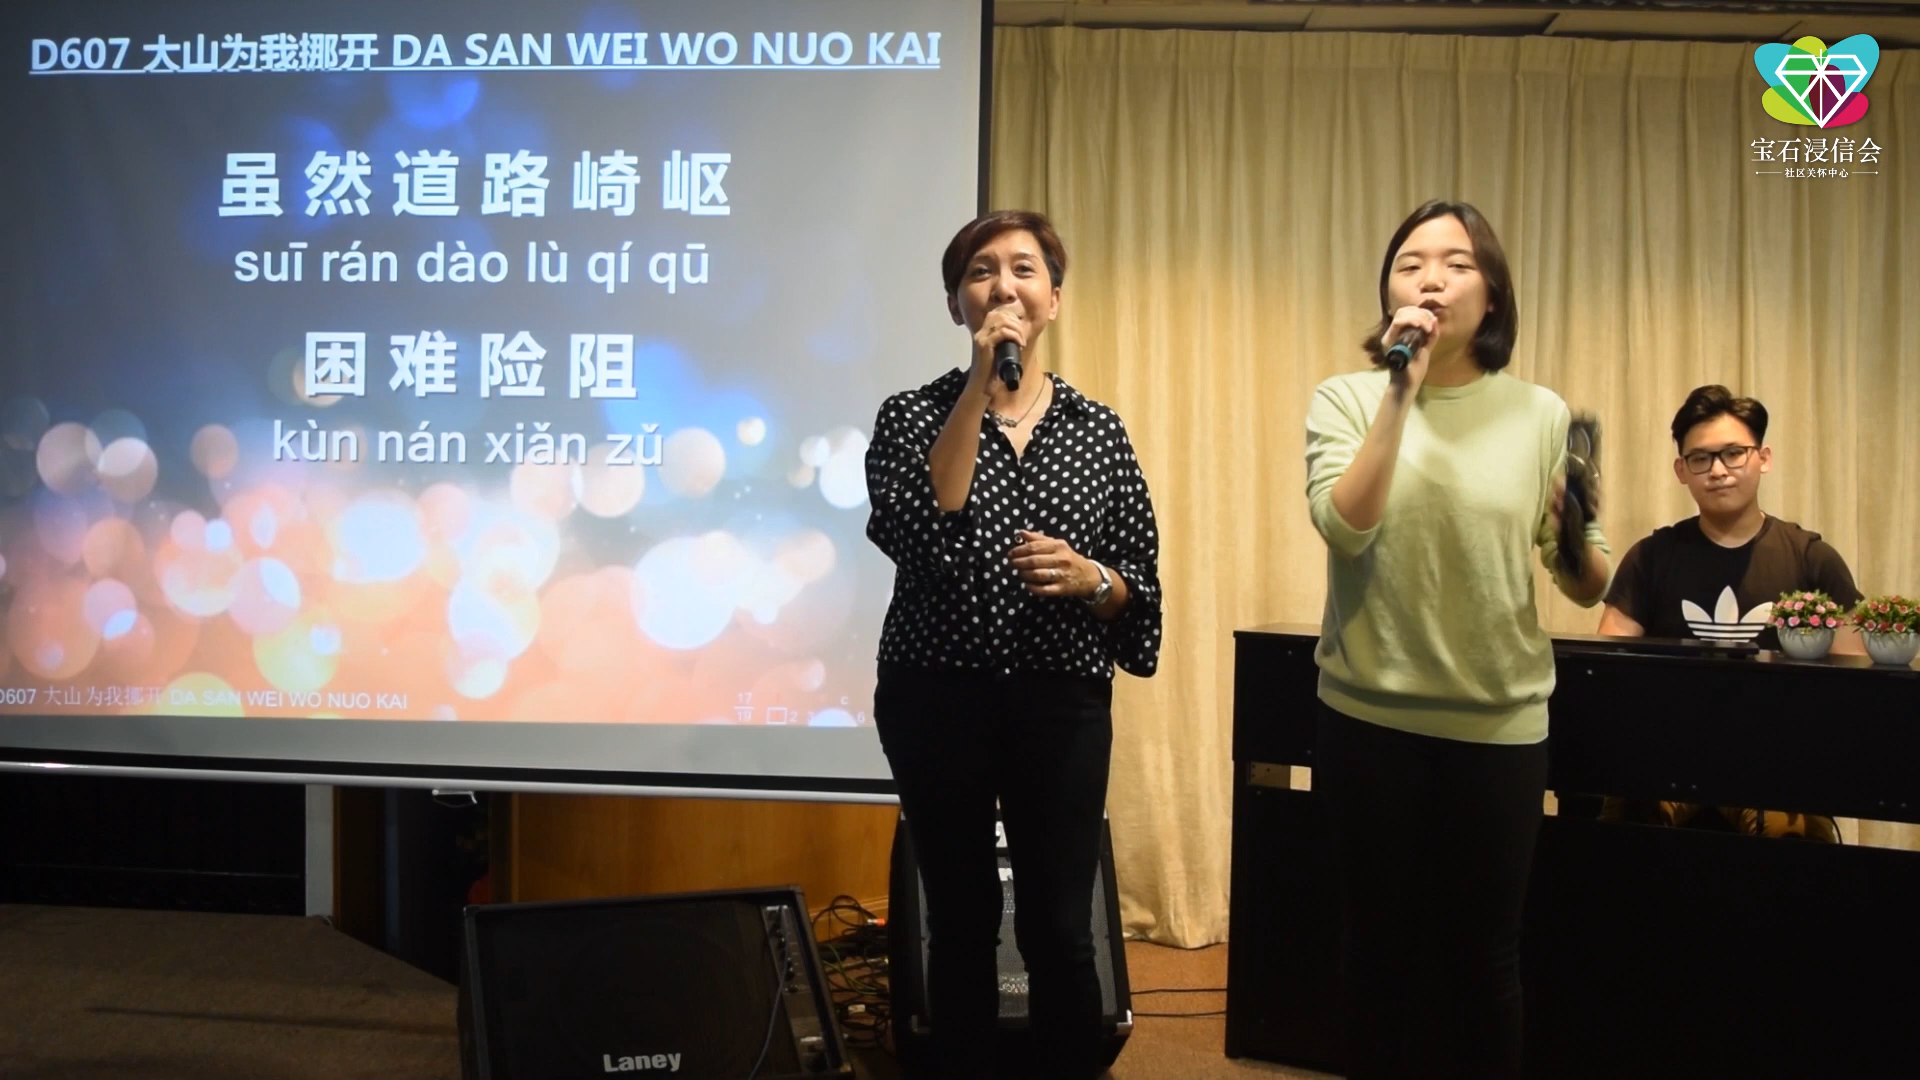 D607 大山为我挪开 DA SAN WEI WO NUO KAI
虽然道路崎岖
suī rán dào lù qí qū
困难险阻
kùn nán xiǎn zǔ
D607 大山为我挪开 DA SAN WEI WO NUO KAI
17
19
宝石浸信会
社区关怀中心
Laney